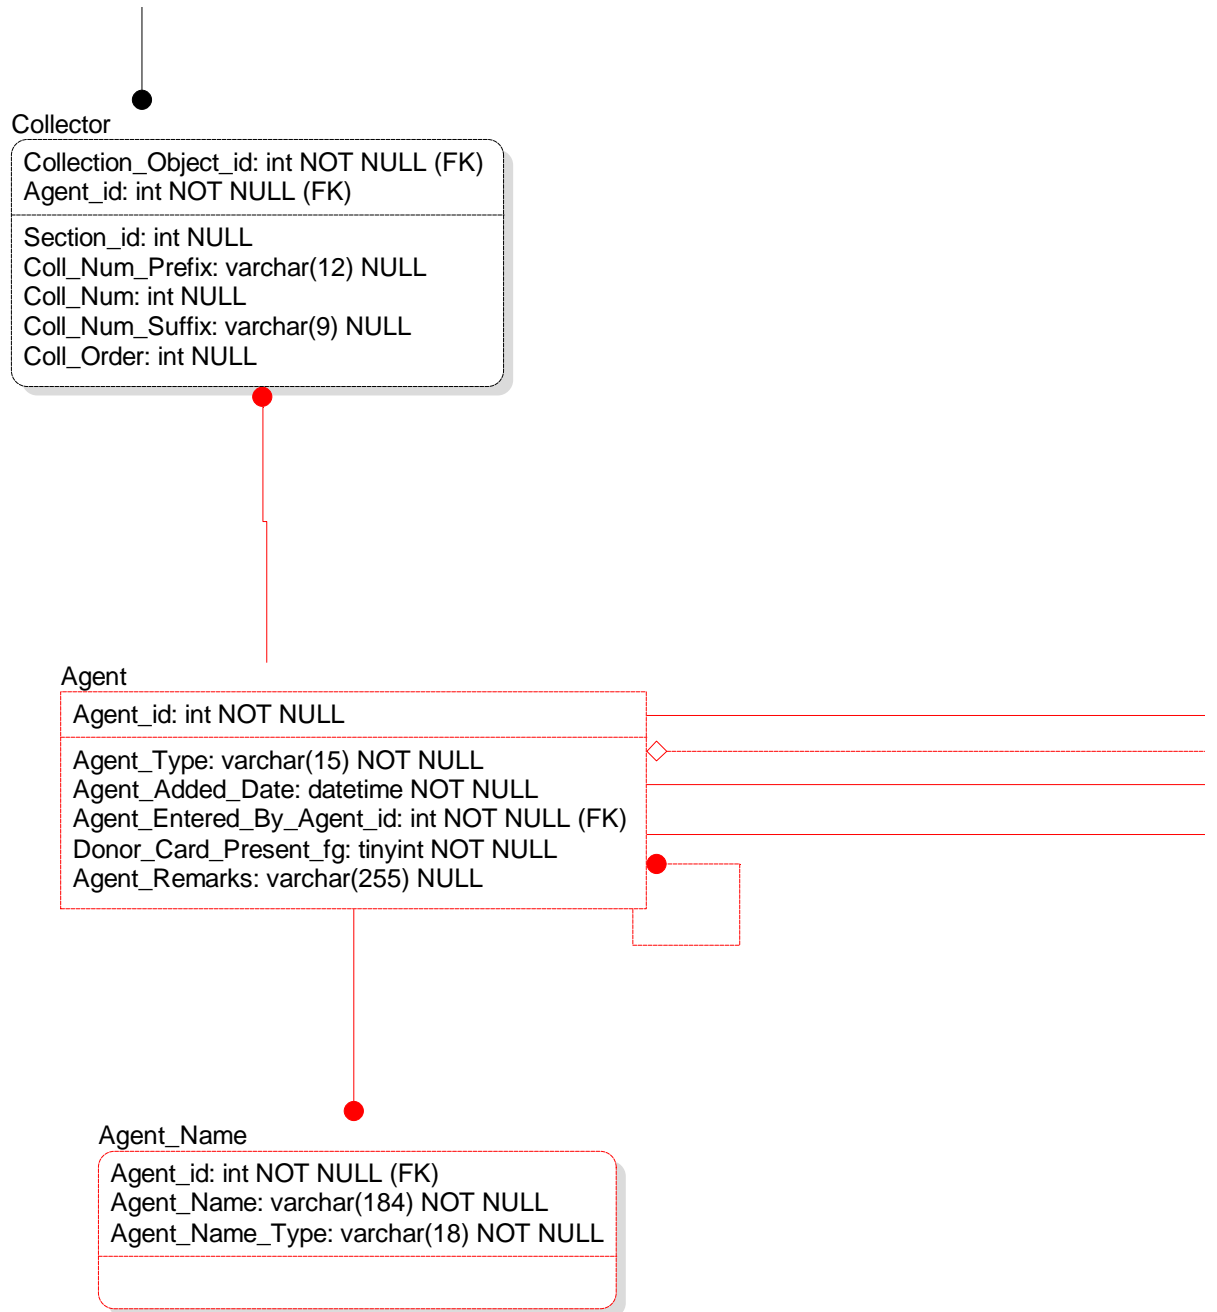 Collector
Collection_Object_id: int NOT NULL (FK)
Agent_id: int NOT NULL (FK)
Section_id: int NULL
Coll_Num_Prefix: varchar(12) NULL
Coll_Num: int NULL
Coll_Num_Suffix: varchar(9) NULL
Coll_Order: int NULL
Agent
Agent_id: int NOT NULL
Agent_Type: varchar(15) NOT NULL
Agent_Added_Date: datetime NOT NULL
Agent_Entered_By_Agent_id: int NOT NULL (FK)
Donor_Card_Present_fg: tinyint NOT NULL
Agent_Remarks: varchar(255) NULL
Agent_Name
Agent_id: int NOT NULL (FK)
Agent_Name: varchar(184) NOT NULL
Agent_Name_Type: varchar(18) NOT NULL